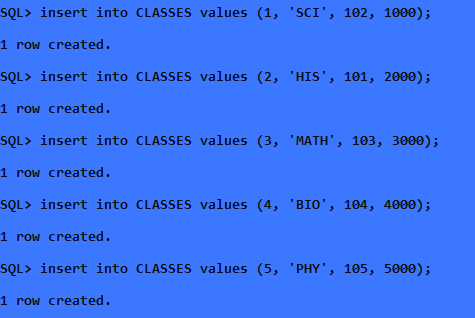 SQL> insert into CLASSES values (1, 'SCI', 102, 1000);
1 row created.
SQL> insert into CLASSES values (2, 'HIS', 101, 2000);
1 row created.
SQL> insert into CLASSES values (3, 'MATH', 103, 3000);
1 row created.
SQL> insert into CLASSES values (4, 'BIO', 104, 4000);
1 row created.
SQL> insert into CLASSES values (5, 'PHY', 105, 5000);
1 row created.